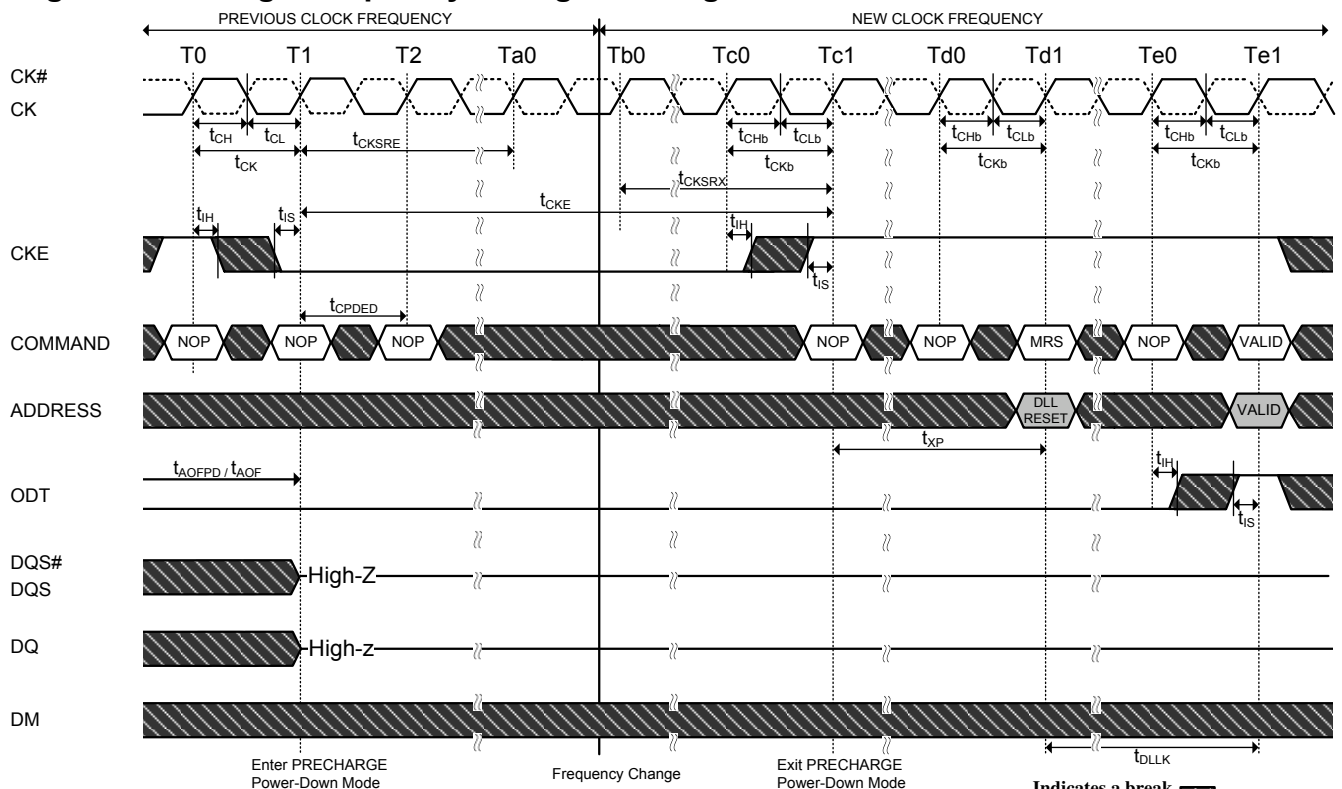 PREVIOUS CLOCK FREQUENCY NEW CLOCK FREQUENCY
T0 T1 T2 Ta0 Tb0 Tc0 Tc1 Td0 Td1 Te0 Te1
CK#
CK
tCH tCL tCHb tCLb tCHb tCLb tCHb tCLb
tCK tCKSRE tCKb tCKb tCKb
tCKSRX
tCKE
tIH tIS tIH
CKE
tIS
tCPDED
COMMAND NOP NOP NOP NOP NOP MRS NOP VALID
ADDRESS DLL RESET VALID
tXP
tAOFPD / tAOF tIH
ODT
tIS
DQS#
DQS High-Z
DQ High-z
DM
tDLLK
Enter PRECHARGE
Power-Down Mode
Frequency Change
Exit PRECHARGE
Power-Down Mode
Indicates a break